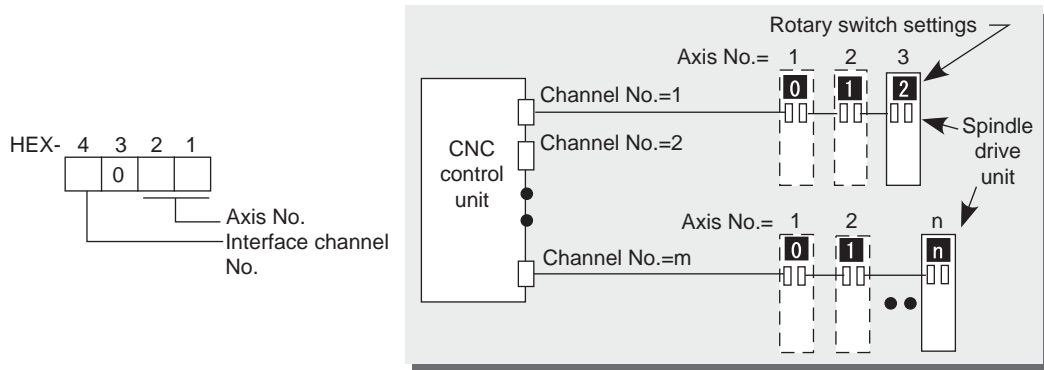 HEX- 4 3 2 1
0
Axis No.
Interface channel
No.
Rotary switch settings
Axis No.= 1 2 3
0 1 2
Channel No.=1
Channel No.=2
CNC
control
unit
Spindle
drive
unit
Axis No.= 1 2 n
0 1 n
Channel No.=m